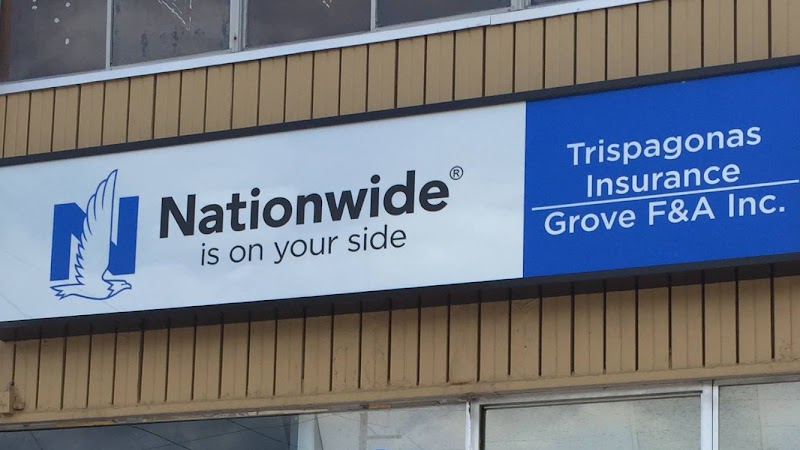 N
Nationwide®
is on your side
Trispagonas
Insurance
Grove F&A Inc.